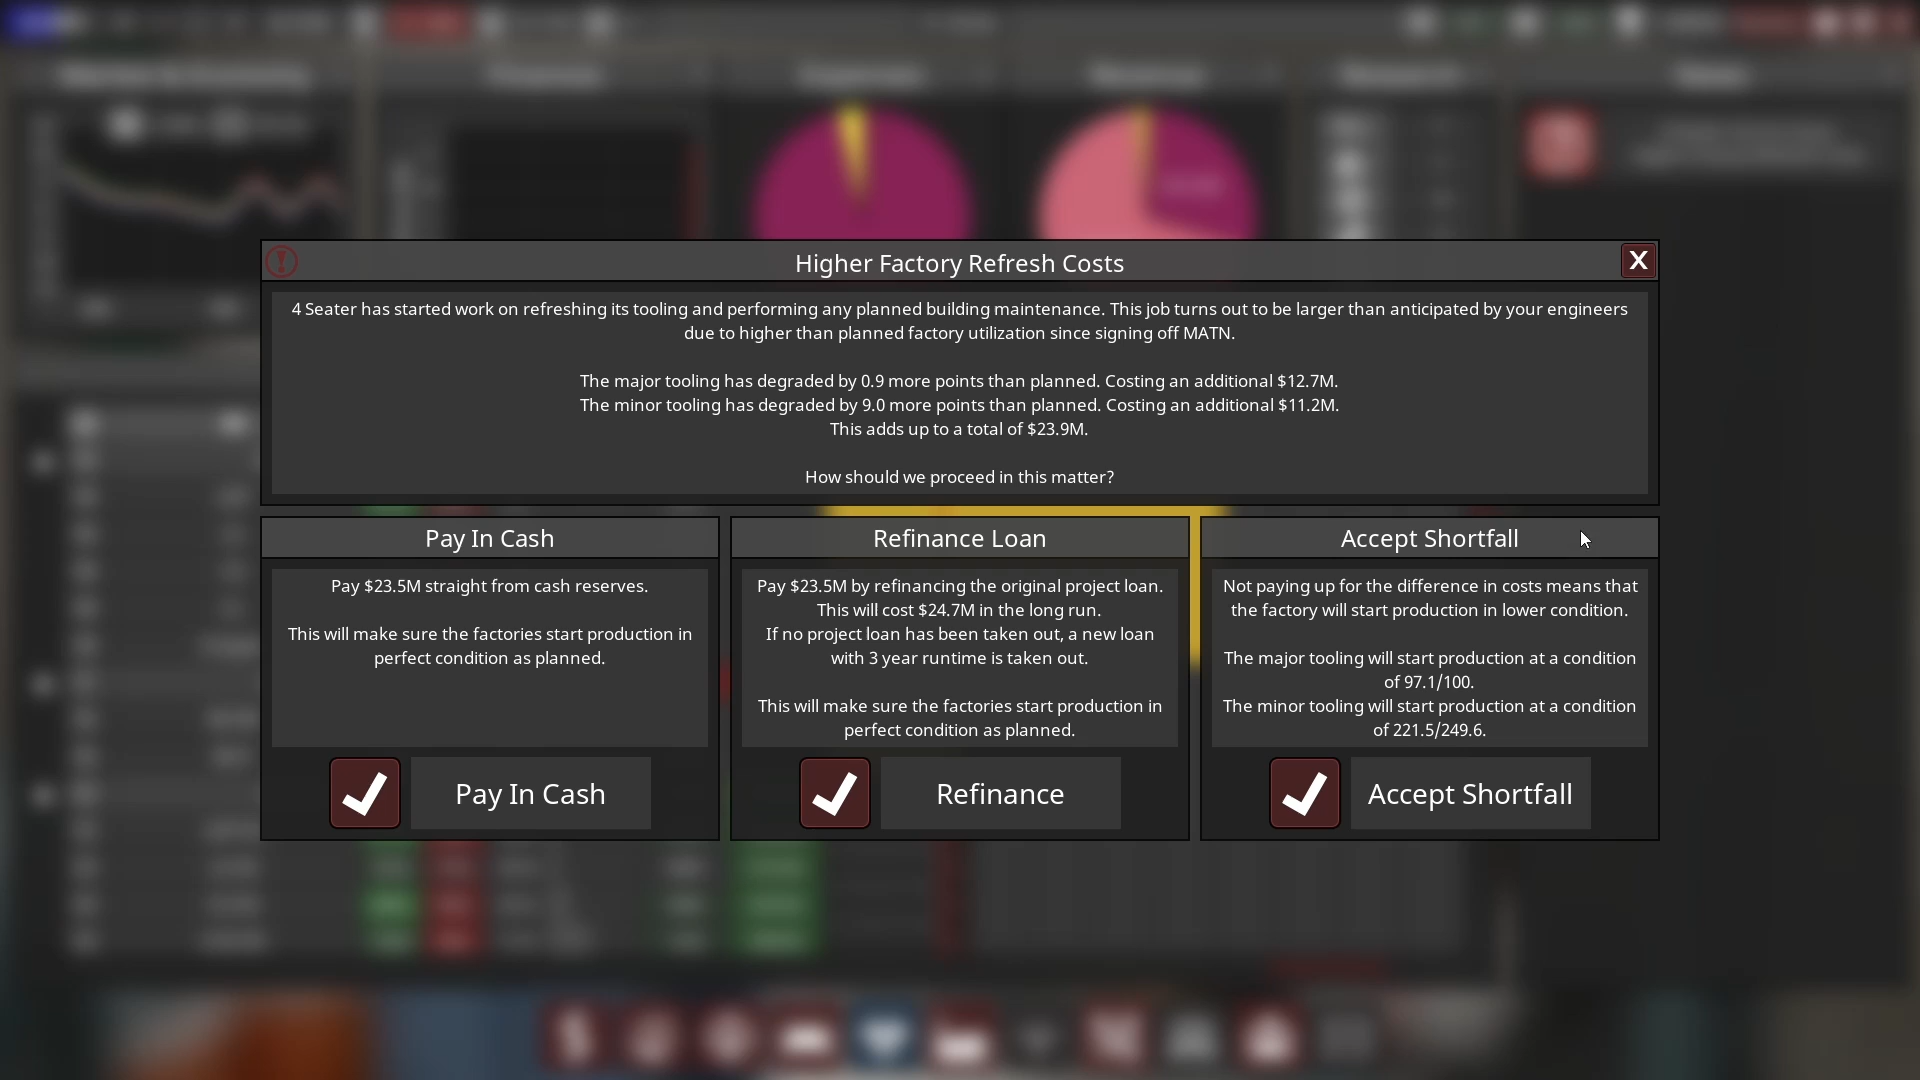 Higher Factory Refresh Costs
X
4 Seater has started work on refreshing its tooling and performing any planned building maintenance. This job turns out to be larger than anticipated by your engineers
due to higher than planned factory utilization since signing off MATN.
The major tooling has degraded by 0.9 more points than planned. Costing an additional $12.7M.
The minor tooling has degraded by 9.0 more points than planned. Costing an additional $11.2M.
This adds up to a total of $23.9M.
How should we proceed in this matter?
Pay In Cash
Pay $23.5M straight from cash reserves.
This will make sure the factories start production in
perfect condition as planned.
Pay In Cash
Refinance Loan
Pay $23.5M by refinancing the original project loan.
This will cost $24.7M in the long run.
If no project loan has been taken out, a new loan
with 3 year runtime is taken out.
This will make sure the factories start production in
perfect condition as planned.
Refinance
Accept Shortfall
Not paying up for the difference in costs means that
the factory will start production in lower condition.
The major tooling will start production at a condition
of 97.1/100.
The minor tooling will start production at a condition
of 221.5/249.6.
Accept Shortfall